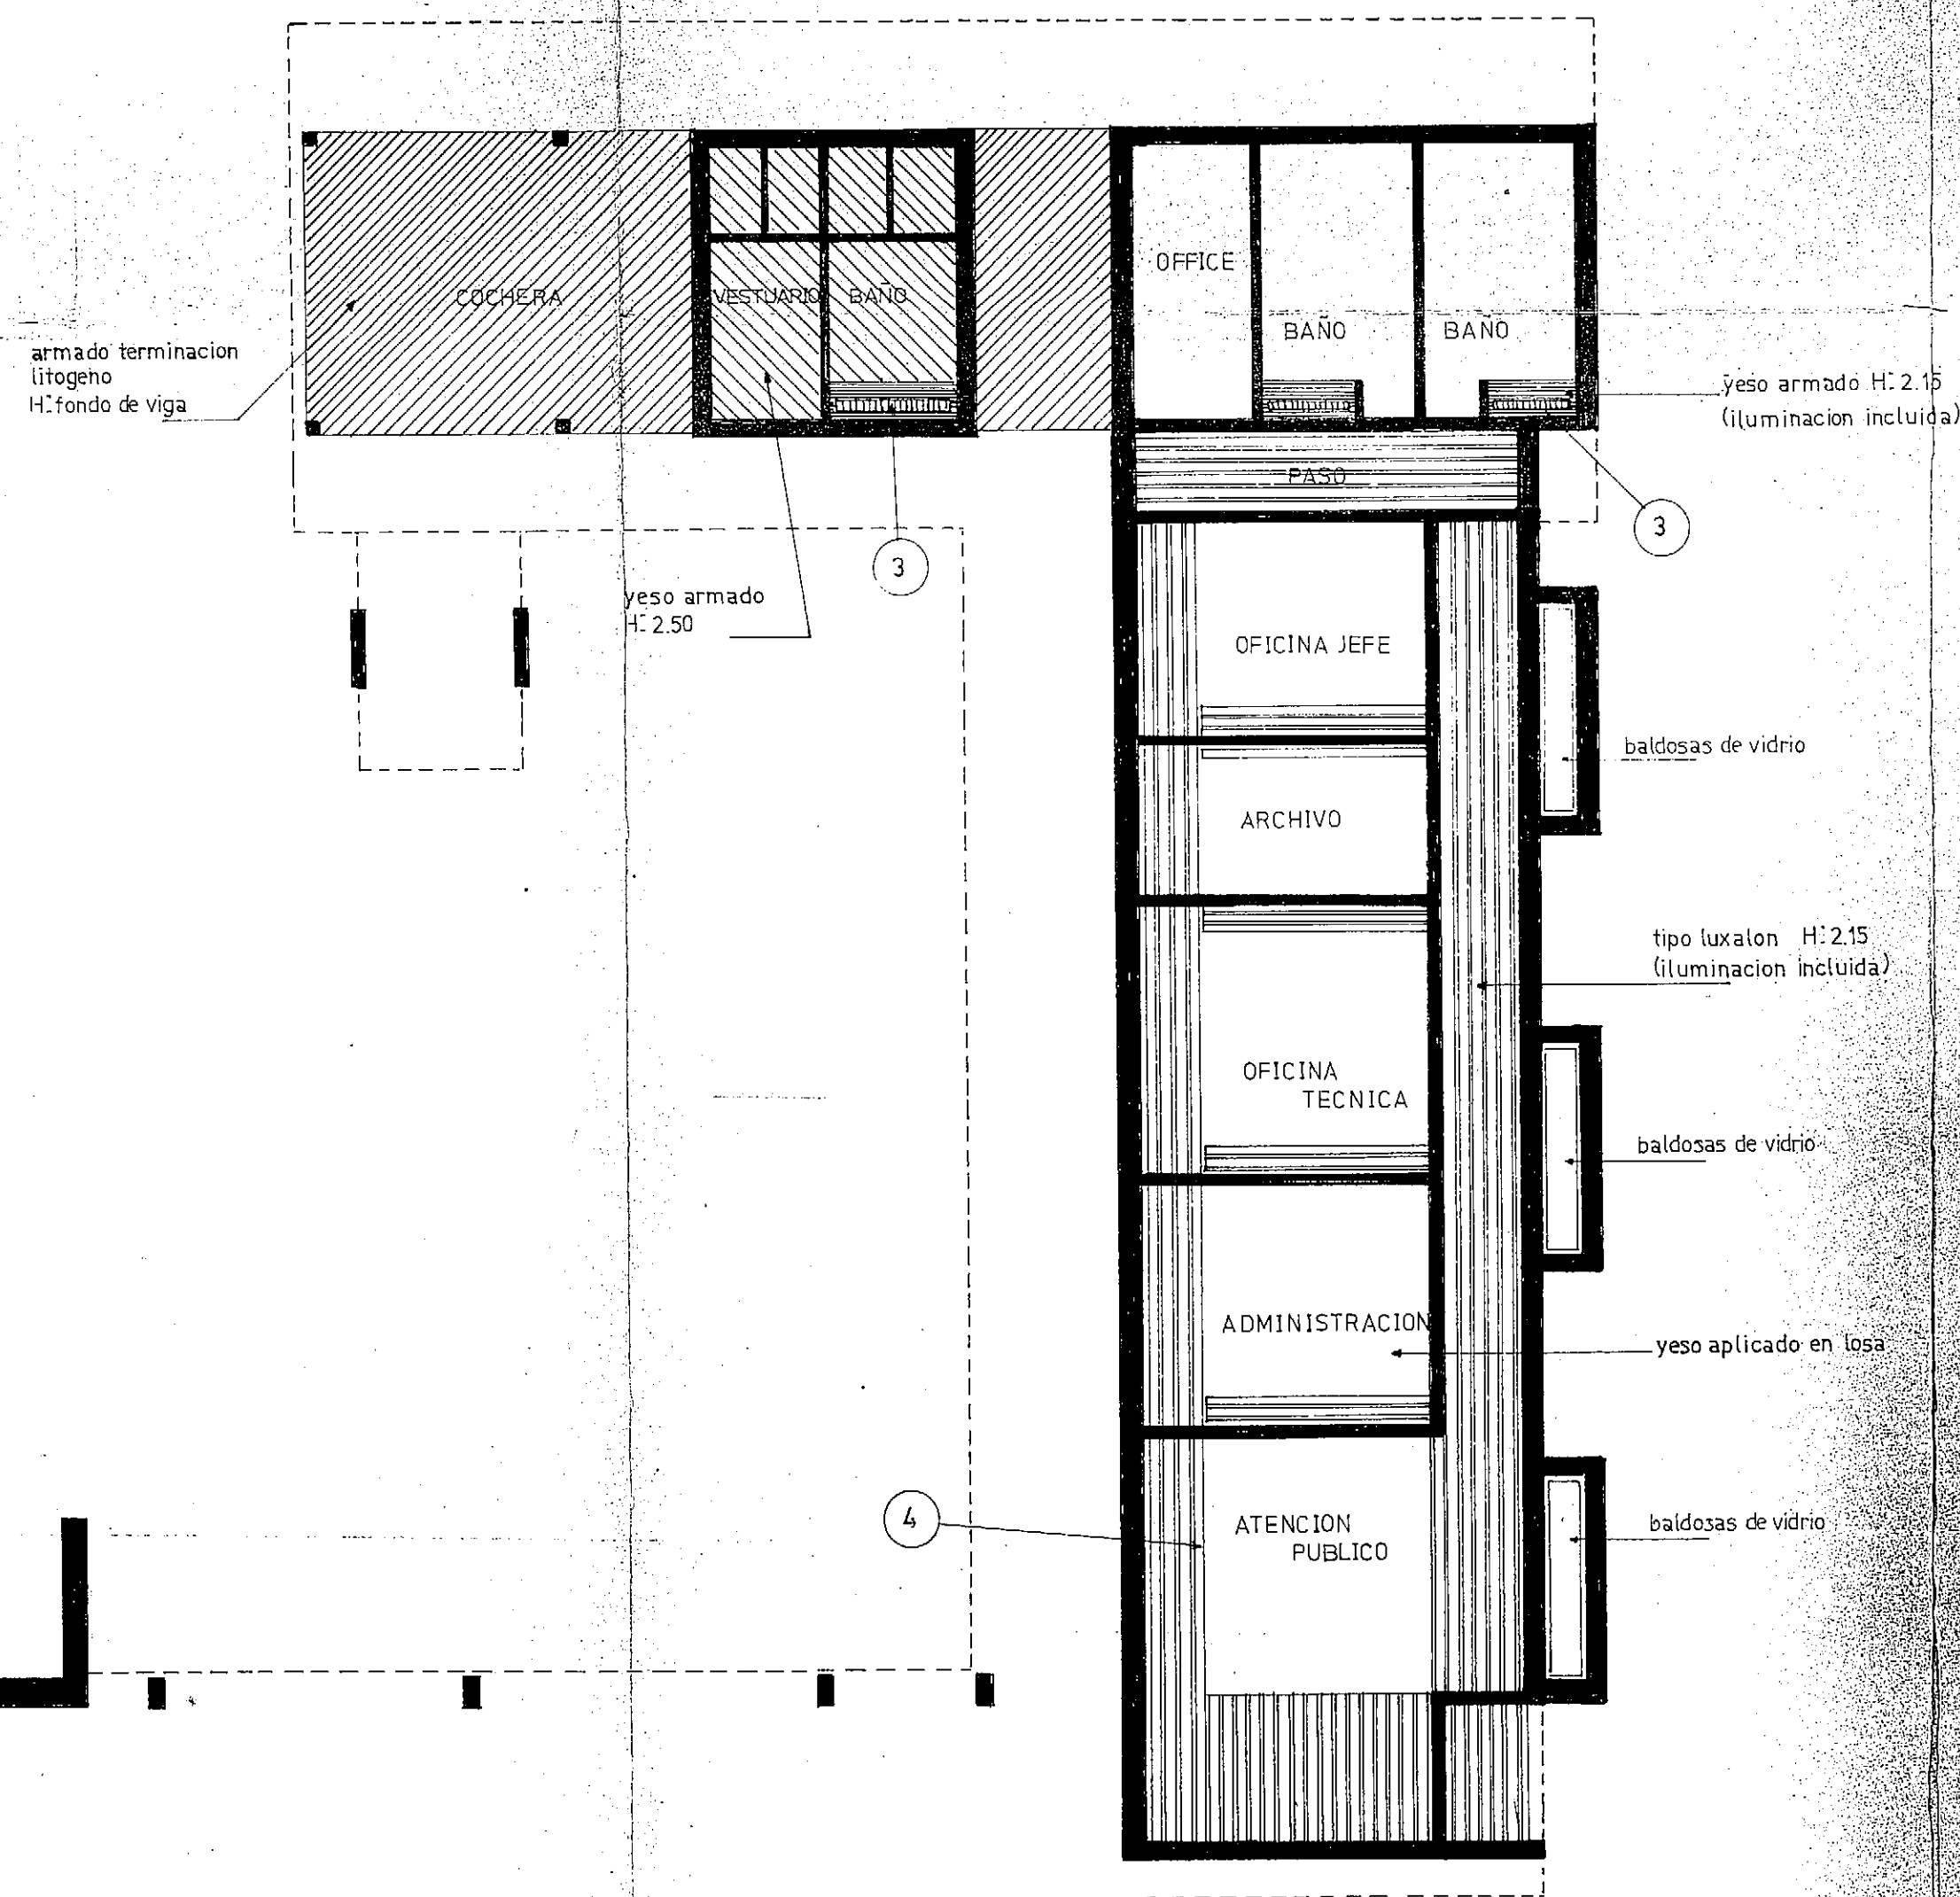 COCHERA
VESTUARIO
BAÑO
OFFICE
BAÑO
BAÑO
armado terminacion
litogeno
H:fondo de viga
yeso armado H:2.15
(iluminacion incluida)
PASO
3
3
yeso armado
H:2.50
OFICINA JEFE
baldosas de vidrio
ARCHIVO
tipo luxalon H:2.15
(iluminacion incluida)
OFICINA
TECNICA
baldosas de vidrio
ADMINISTRACION
yeso aplicado en losa
4
ATENCION
PUBLICO
baldosas de vidrio